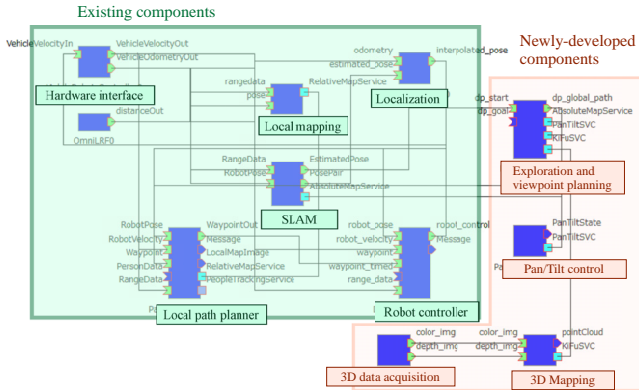 Existing components
Newly-developed
components
VehicleVelocityIn
VehicleVelocityOut
VehicleOdometryOut
Hardware interface
distanceOut
OmniLRF0
rangedata
pose
RelativeMapService
Local mapping
odometry
estimated_pose
interpolated_pose
Localization
RangeData
RobotPose
EstimatedPose
PosePair
AbsoluteMapService
SLAM
RobotPose
RobotVelocity
Waypoint
PersonData
RangeData
WaypointOut
Message
LocalMapImage
RelativeMapService
PeopleTrackingService
Local path planner
robot_pose
robot_velocity
waypoint
waypoint_timed
range_data
robot_control
Message
Robot controller
dp_start
dp_goal
dp_global_path
AbsoluteMapService
PanTiltSVC
KiFuSVC
Exploration and
viewpoint planning
PanTiltState
PanTiltSVC
Pan/Tilt control
color_img
depth_img
3D data acquisition
color_img
depth_img
pointCloud
KiFuSVC
3D Mapping